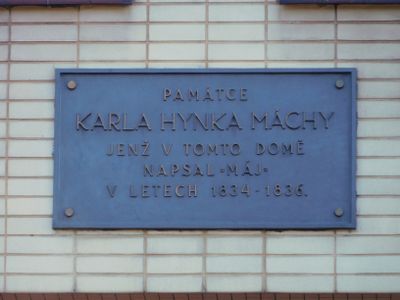 PAMÁTCE
KARLA HYNKA MÁCHY
JENŽ V TOMTO DOMĚ
NAPSAL »MÁJ«
V LETECH 1834-1836.